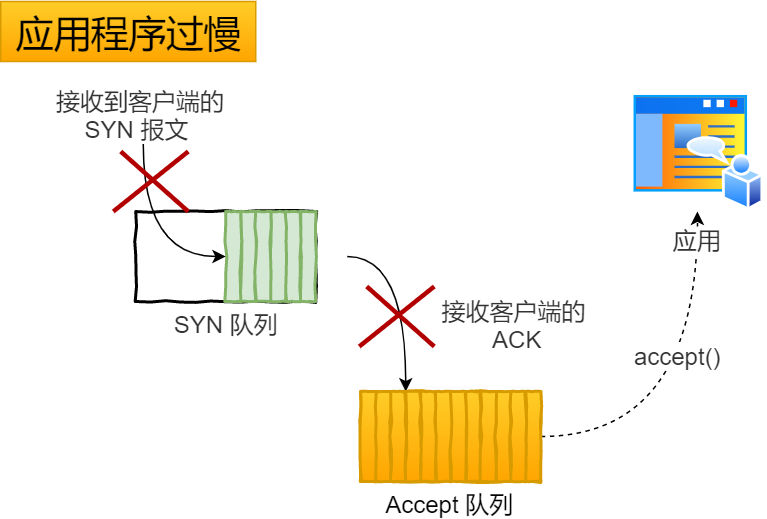 应用程序过慢
接收到客户端的
SYN 报文
SYN 队列
接收客户端的
ACK
应用
accept()
Accept 队列